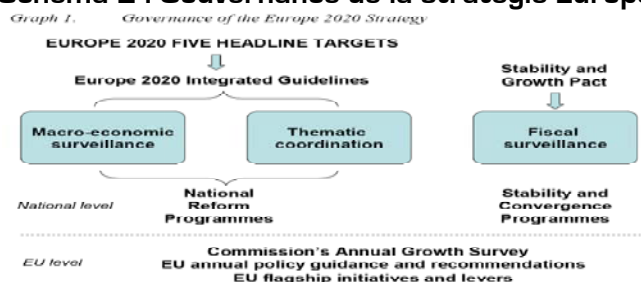 Schéma 2 : Gouvernance de la stratégie Europe
Graph 1. Governance of the Europe 2020 Strategy
EUROPE 2020 FIVE HEADLINE TARGETS
Europe 2020 Integrated Guidelines
Stability and
Growth Pact
Macro-economic
surveillance
Thematic
coordination
Fiscal
surveillance
National level
National
Reform
Programmes
Stability and
Convergence
Programmes
EU level
Commission's Annual Growth Survey
EU annual policy guidance and recommendations
EU flagship initiatives and levers